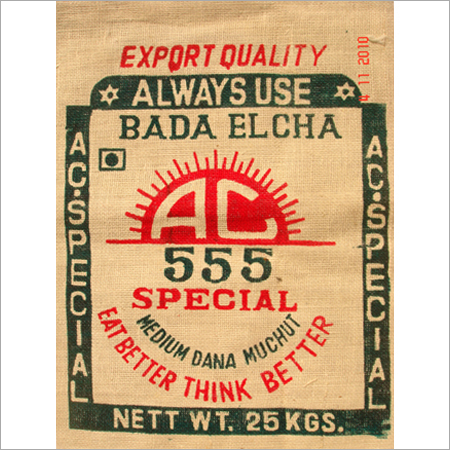 EXPORT QUALITY
4 11 2010
ALWAYS USE
BADA ELCHA
AC.SPECIAL
AC
555
SPECIAL
MEDIUM DANA MUCHUT
EAT BETTER THINK BETTER
AC.SPECIAL
NETT WT. 25 KGS.